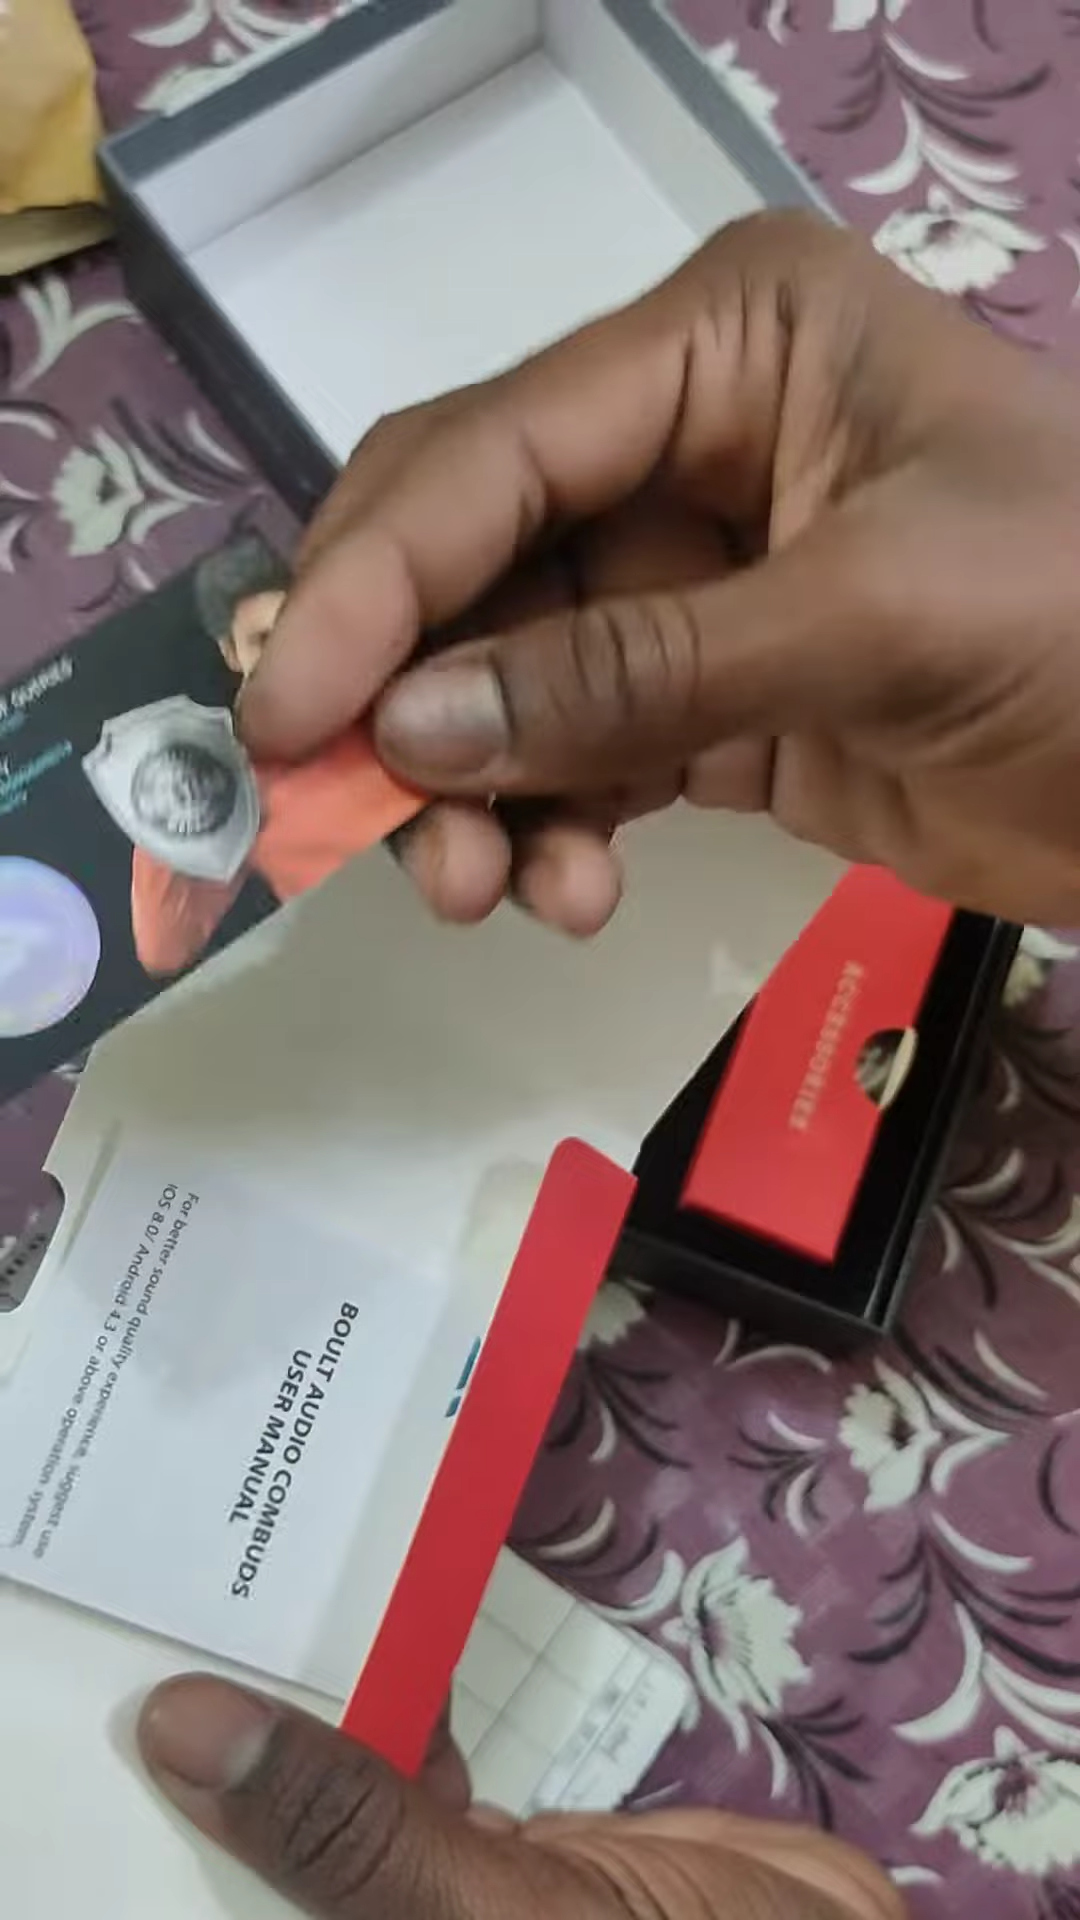 BOULT AUDIO COMBUDS
USER MANUAL
For better sound quality experience, suggest use
iOS 8.0/ Android 4.3 or above operation system.
ACCESSORIES